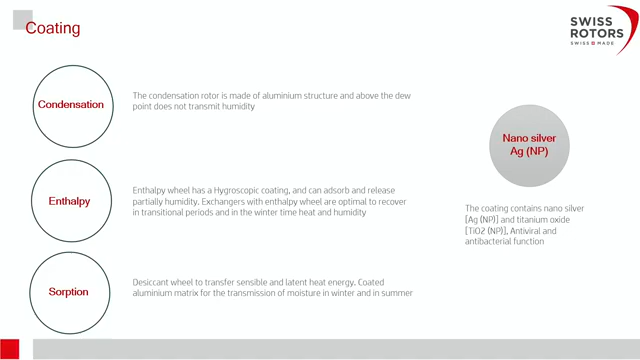 Coating
SWISS
ROTORS
SWISS MADE
Condensation
The condensation rotor is made of aluminium structure and above the dew
point does not transmit humidity
Enthalpy
Enthalpy wheel has a Hygroscopic coating, and can adsorb and release
partially humidity. Exchangers with enthalpy wheel are optimal to recover
in transitional periods and in the winter time heat and humidity
Sorption
Desiccant wheel to transfer sensible and latent heat energy. Coated
aluminium matrix for the transmission of moisture in winter and in summer
Nano silver
Ag (NP)
The coating contains nano silver
[Ag (NP)] and titanium oxide
[TiO2 (NP)], Antiviral and
antibacterial function